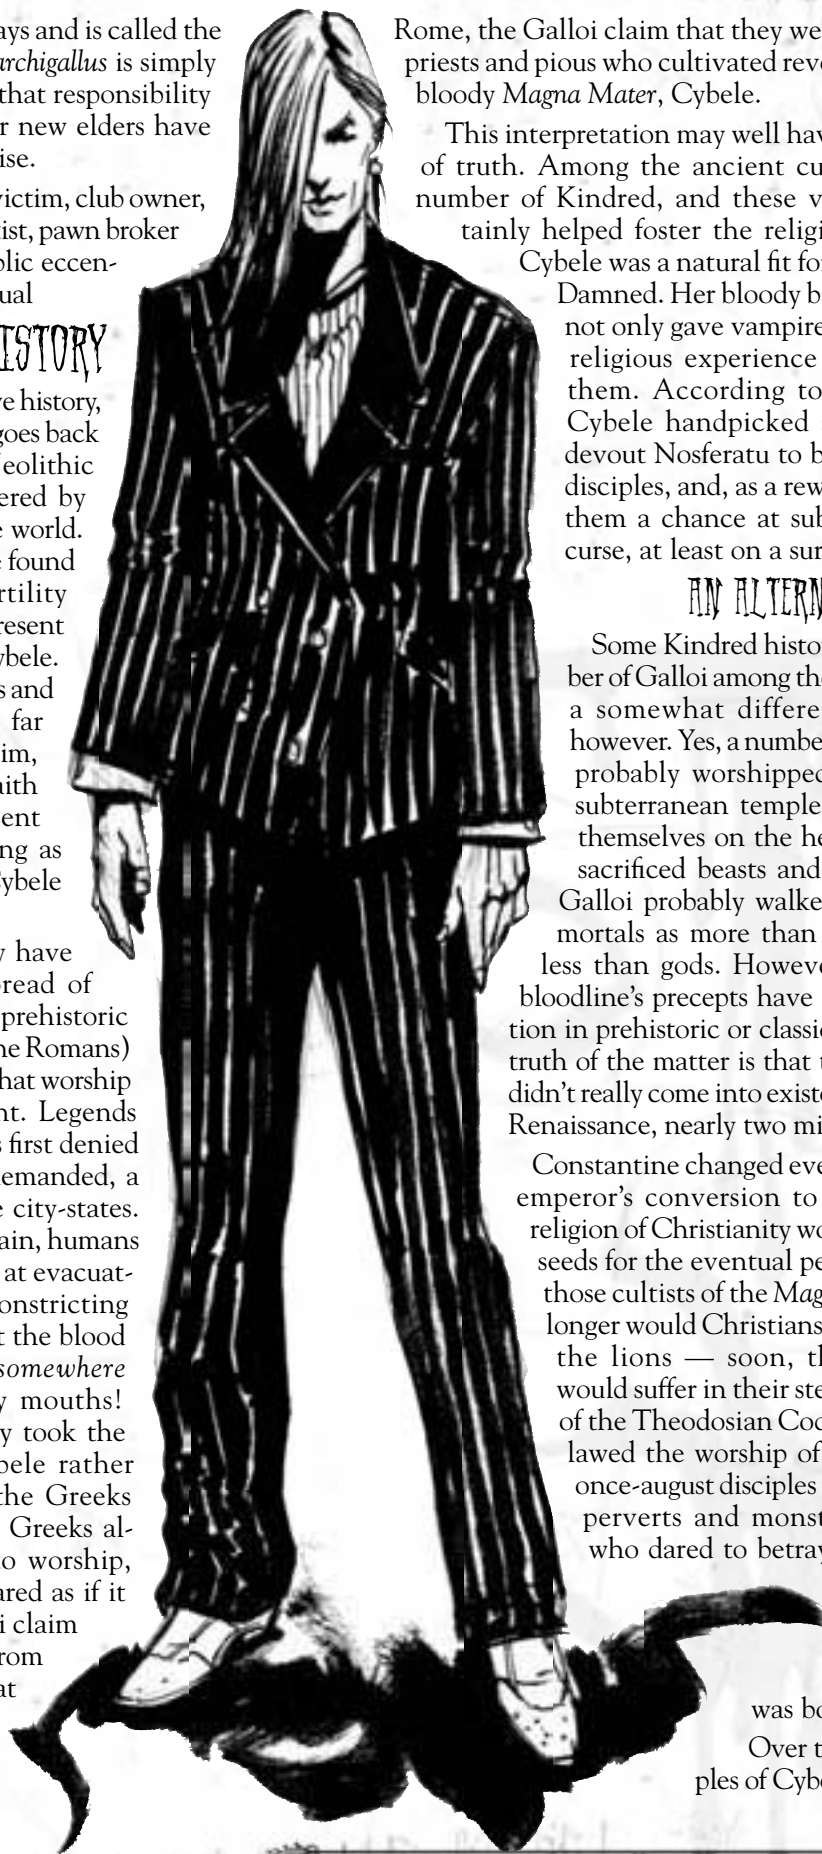 ays and is called the
archigallus is simply
that responsibility
r new elders have
ise.
victim, club owner,
tist, pawn broker
blic eccen-
ual
ISTORY
ve history,
goes back
eolithic
ered by
e world.
e found
rtility
resent
ybele.
s and
far
im,
aith
ent
ng as
Cybele
y have
read of
prehistoric
he Romans)
that worship
nt. Legends
s first denied
demanded, a
e city-states.
ain, humans
at evacuat-
onstricting
t the blood
somewhere
y mouths!
y took the
bele rather
the Greeks
Greeks al-
to worship,
ared as if it
i claim
rom
at
Rome, the Galloi claim that they we
priests and pious who cultivated reve
bloody Magna Mater, Cybele.
This interpretation may well hav
of truth. Among the ancient cu
number of Kindred, and these v
tainly helped foster the religi
Cybele was a natural fit for
Damned. Her bloody b
not only gave vampire
religious experience
them. According to
Cybele handpicked
devout Nosferatu to b
disciples, and, as a rew
them a chance at sub
curse, at least on a sur
AN ALTERN
Some Kindred histo
ber of Galloi among the
a somewhat differe
however. Yes, a number
probably worshipped
subterranean temple
themselves on the he
sacrificed beasts and
Galloi probably walke
mortals as more than
less than gods. Howeve
bloodline's precepts have
tion in prehistoric or classic
truth of the matter is that t
didn't really come into existe
Renaissance, nearly two mi
Constantine changed eve
emperor's conversion to
religion of Christianity wo
seeds for the eventual pe
those cultists of the Mag
longer would Christians
the lions — soon, th
would suffer in their ste
of the Theodosian Coc
lawed the worship of
once-august disciples
perverts and monst
who dared to betray
was bo
Over t
ples of Cybe